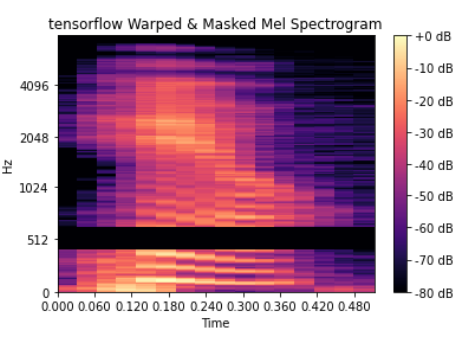 tensorflow Warped & Masked Mel Spectrogram
Hz
4096
2048
1024
512
0
0.000 0.060 0.120 0.180 0.240 0.300 0.360 0.420 0.480
Time
+0 dB
-10 dB
-20 dB
-30 dB
-40 dB
-50 dB
-60 dB
-70 dB
-80 dB